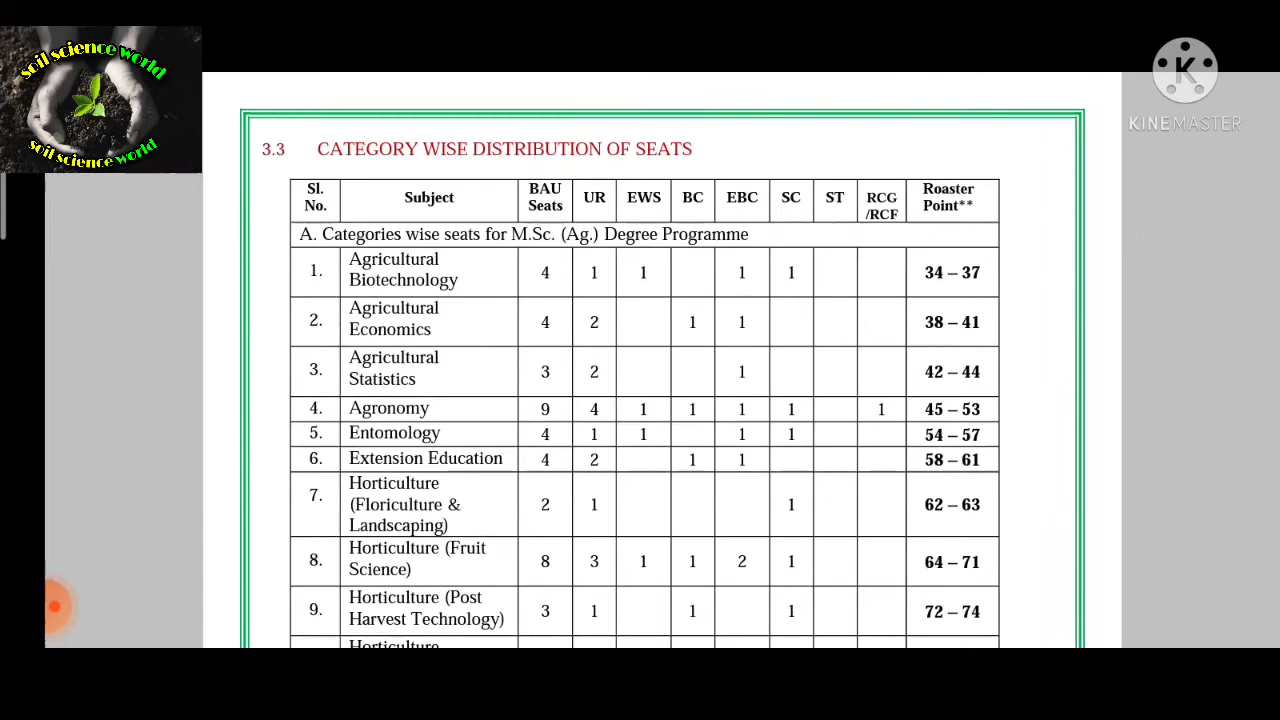 soil science world
soil science world
K
KINEMASTER
3.3 CATEGORY WISE DISTRIBUTION OF SEATS
Sl. No. Subject BAU Seats UR EWS BC EBC SC ST RCG /RCF Roaster Point**
A. Categories wise seats for M.Sc. (Ag.) Degree Programme
1. Agricultural Biotechnology 4 1 1 1 1 34 – 37
2. Agricultural Economics 4 2 1 1 38 – 41
3. Agricultural Statistics 3 2 1 42 – 44
4. Agronomy 9 4 1 1 1 1 1 45 – 53
5. Entomology 4 1 1 1 1 54 – 57
6. Extension Education 4 2 1 1 58 – 61
7. Horticulture (Floriculture & Landscaping) 2 1 1 62 – 63
8. Horticulture (Fruit Science) 8 3 1 1 2 1 64 – 71
9. Horticulture (Post Harvest Technology) 3 1 1 1 72 – 74
Horticulture